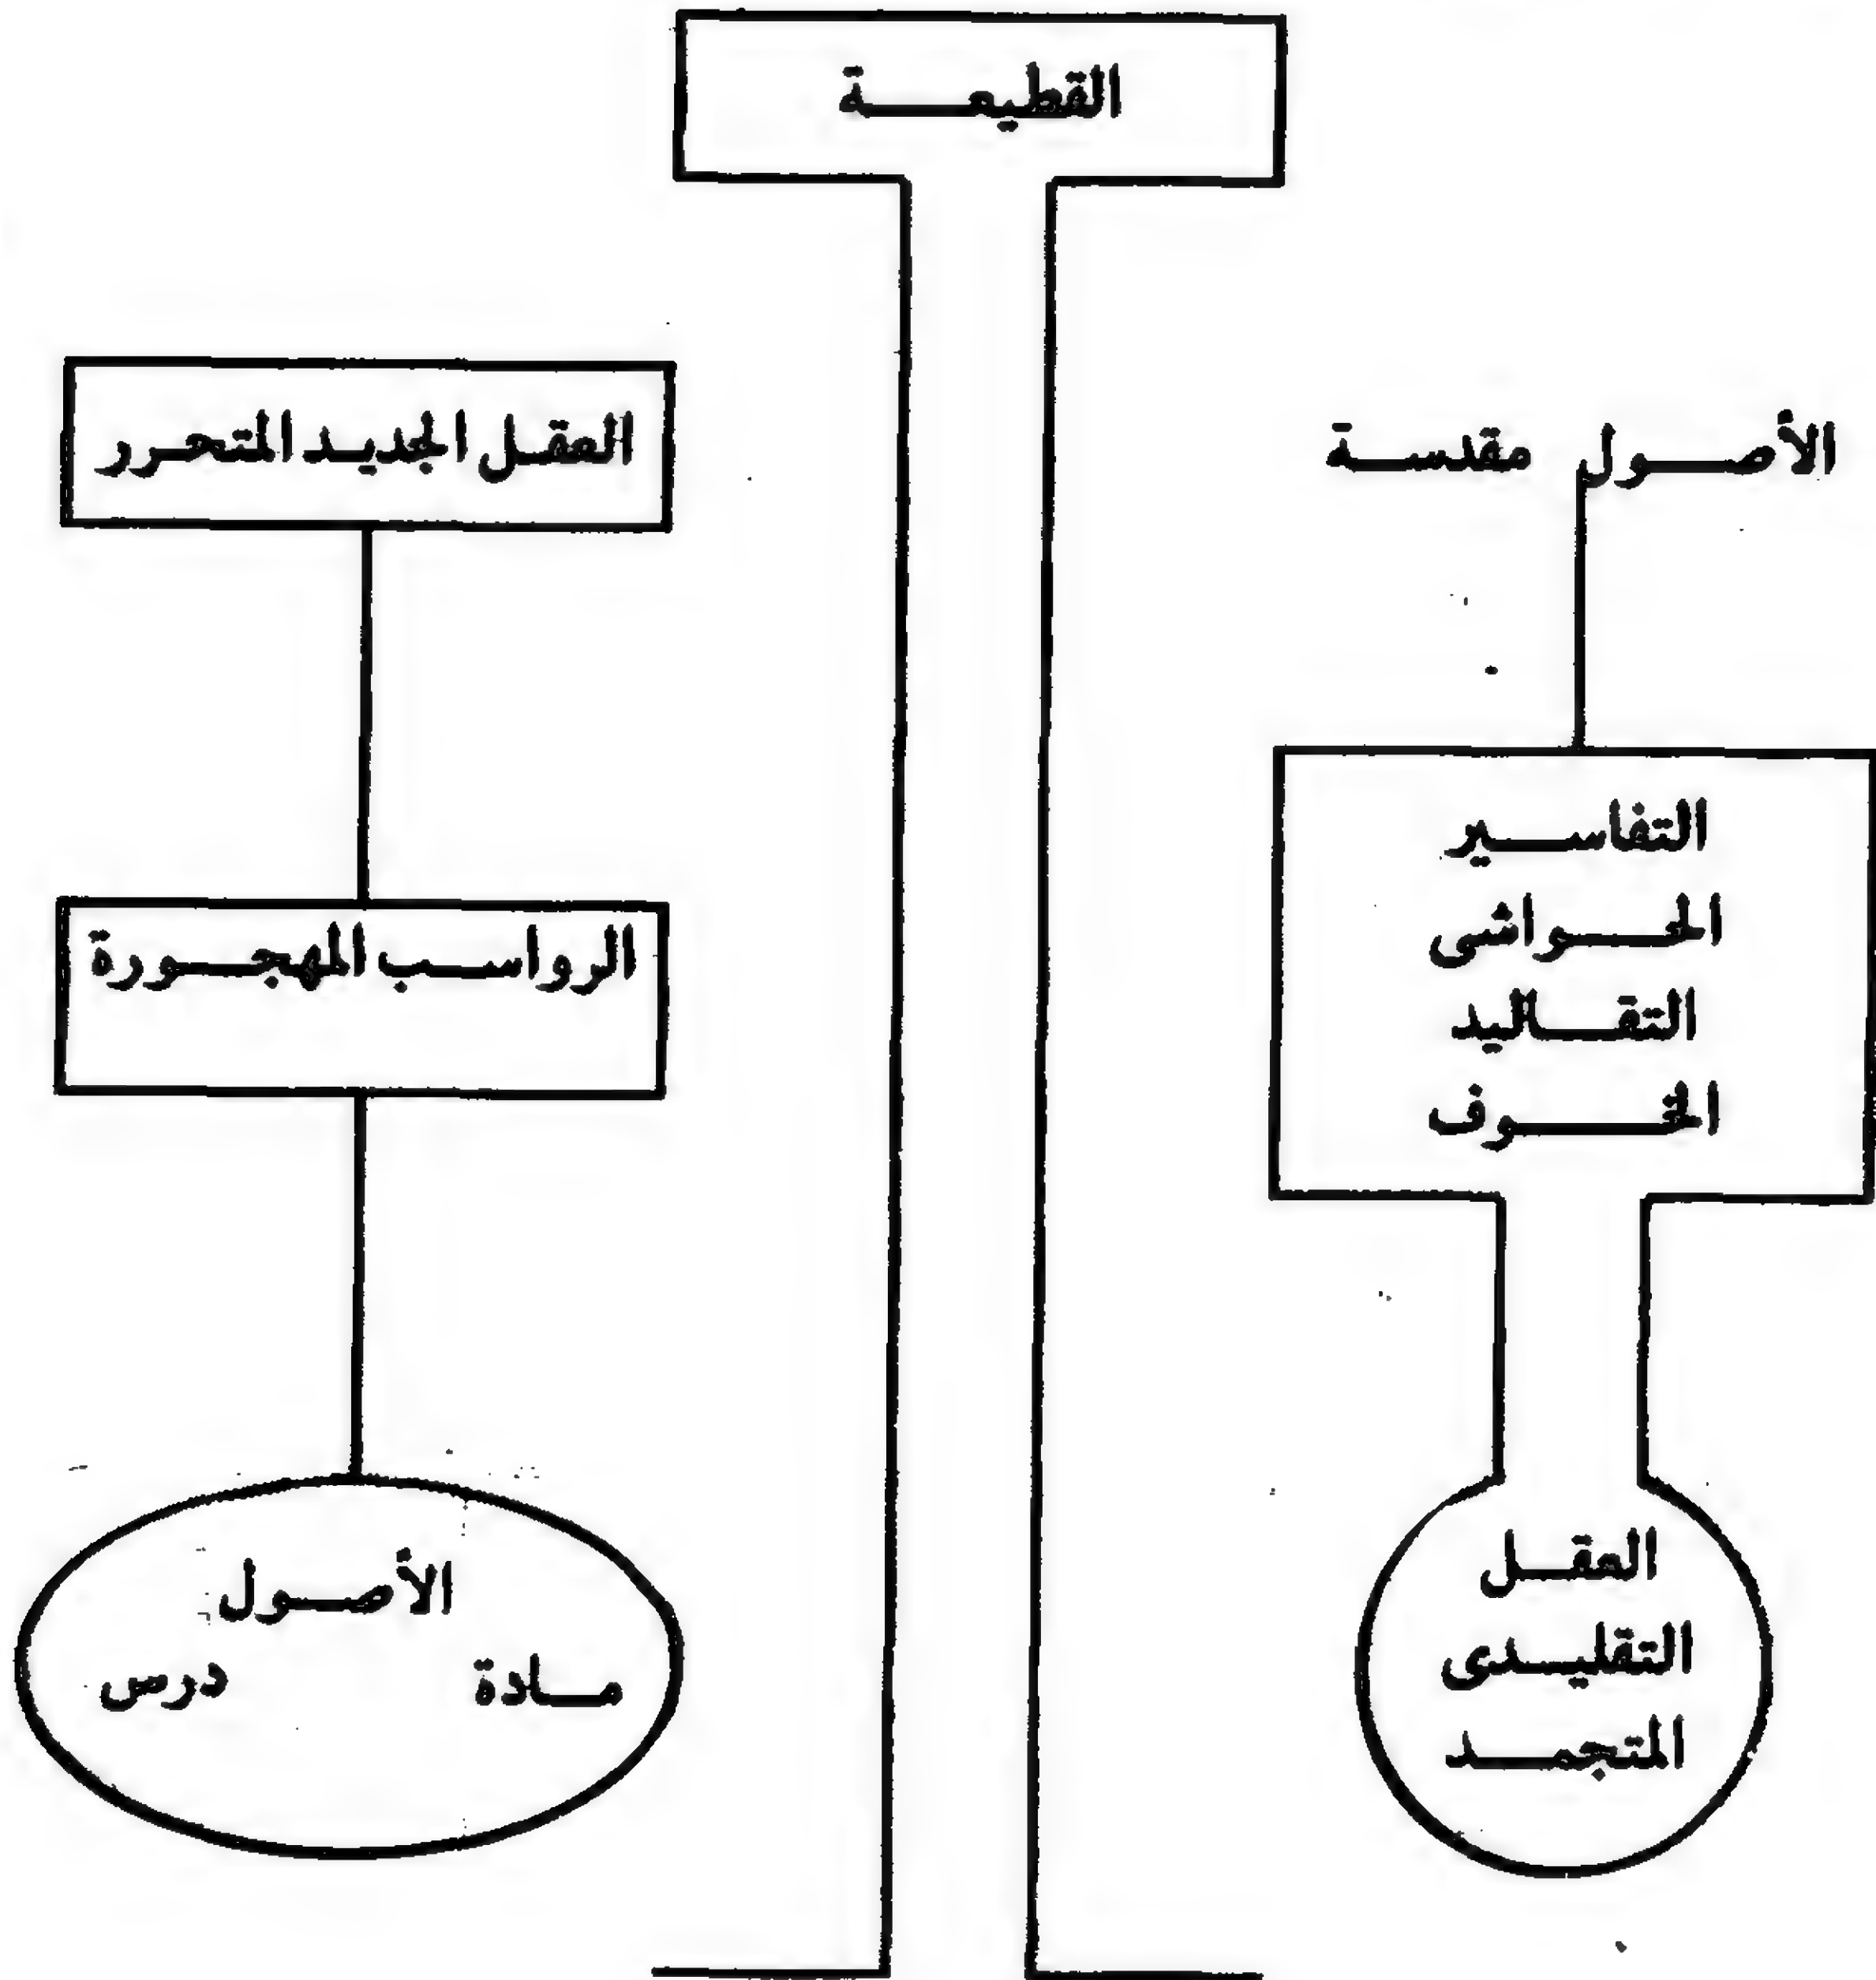 القطيعة
الأصول مقدسة
التفاسير
الحواشى
التقاليد
الخوف
العقل
التقليدى
المتجمد
العقل الجديد المتحرر
الرواسب المهجورة
الأصول
مادة درس